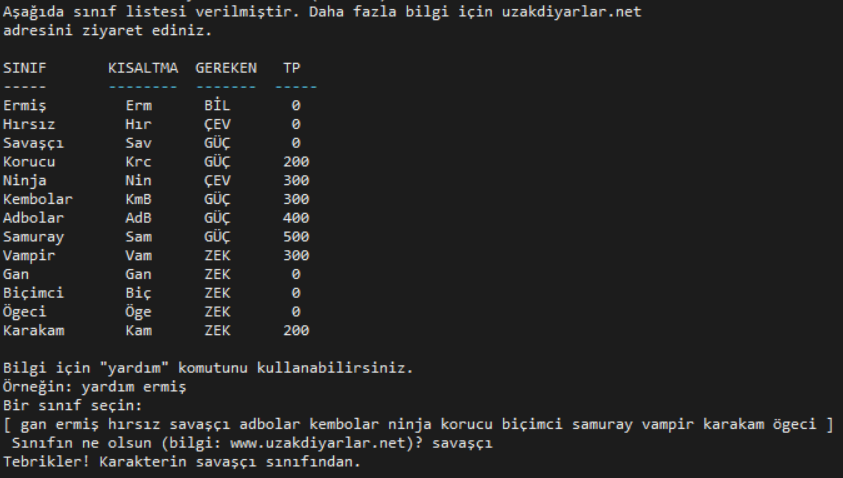 Aşağıda sınıf listesi verilmiştir. Daha fazla bilgi için uzakdiyarlar.net
adresini ziyaret ediniz.
SINIF KISALTMA GEREKEN TP
----- -------- ------- -----
Ermiş Erm BİL 0
Hırsız Hır ÇEV 0
Savaşçı Sav GÜÇ 0
Korucu Krc GÜÇ 200
Ninja Nin ÇEV 300
Kembolar KmB GÜÇ 300
Adbolar AdB GÜÇ 400
Samuray Sam GÜÇ 500
Vampir Vam ZEK 300
Gan Gan ZEK 0
Biçimci Biç ZEK 0
Ögeci Öge ZEK 0
Karakam Kam ZEK 200
Bilgi için "yardım" komutunu kullanabilirsiniz.
Örneğin: yardım ermiş
Bir sınıf seçin:
[ gan ermiş hırsız savaşçı adbolar kembolar ninja korucu biçimci samuray vampir karakam ögeci ]
Sınıfın ne olsun (bilgi: www.uzakdiyarlar.net)? savaşçı
Tebrikler! Karakterin savaşçı sınıfından.